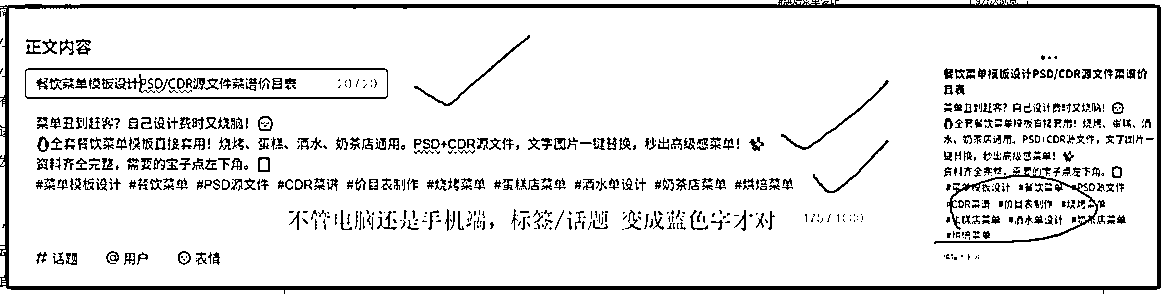 正文内容
餐饮菜单模板设计PSD/CDR源文件菜谱价目表 20/20
菜单丑到赶客？自己设计费时又烧脑！
全套餐饮菜单模板直接套用！烧烤、蛋糕、酒水、奶茶店通用。PSD+CDR源文件，文字图片一键替换，秒出高级感菜单！
资料齐全完整，需要的宝子点左下角。
#菜单模板设计 #餐饮菜单 #PSD源文件 #CDR菜谱 #价目表制作 #烧烤菜单 #蛋糕店菜单 #酒水单设计 #奶茶店菜单 #烘焙菜单
不管电脑还是手机端，标签/话题 变成蓝色字才对
175/1000
# 话题 @ 用户 表情
餐饮菜单模板设计PSD/CDR源文件菜谱价
目表
菜单丑到赶客？自己设计费时又烧脑！
全套餐饮菜单模板直接套用！烧烤、蛋糕、酒
水、奶茶店通用。PSD+CDR源文件，文字图片一
键替换，秒出高级感菜单！
资料齐全完整，需要的宝子点左下角。
#菜单模板设计 #餐饮菜单 #PSD源文件
#CDR菜谱 #价目表制作 #烧烤菜单
#蛋糕店菜单 #酒水单设计 #奶茶店菜单
#烘焙菜单